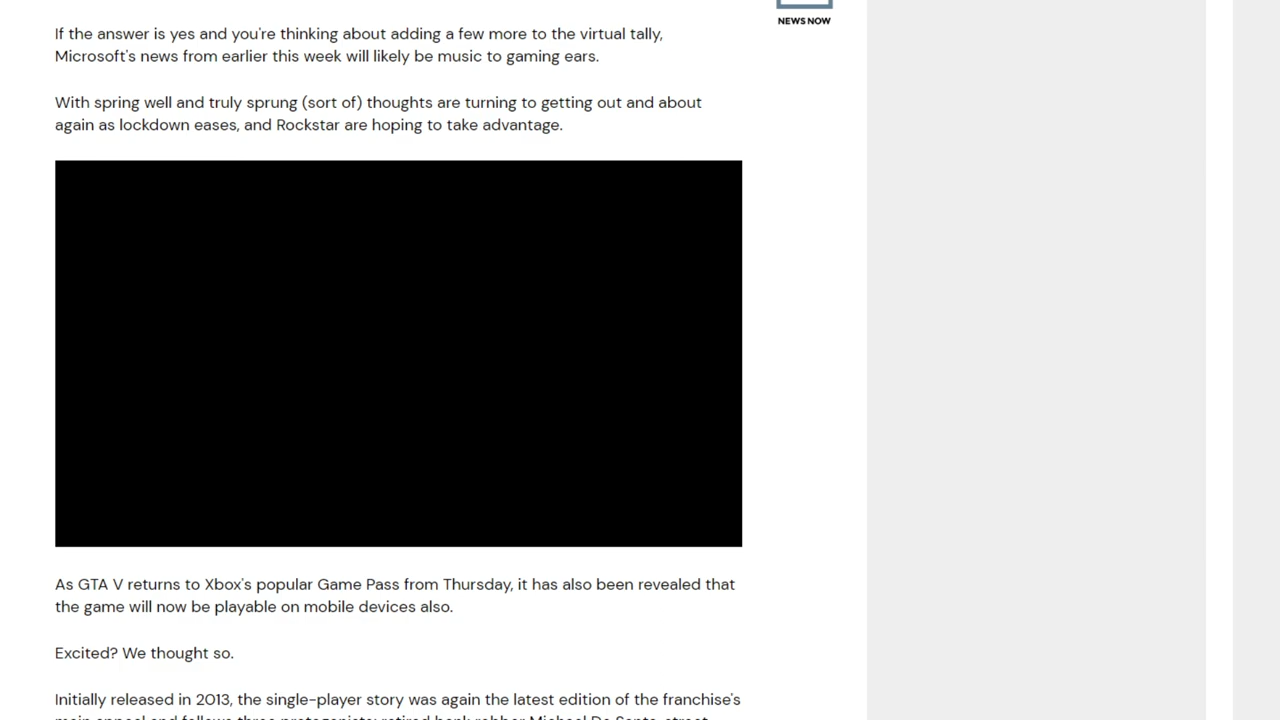 NEWS NOW
If the answer is yes and you're thinking about adding a few more to the virtual tally,
Microsoft's news from earlier this week will likely be music to gaming ears.
With spring well and truly sprung (sort of) thoughts are turning to getting out and about
again as lockdown eases, and Rockstar are hoping to take advantage.
As GTA V returns to Xbox's popular Game Pass from Thursday, it has also been revealed that
the game will now be playable on mobile devices also.
Excited? We thought so.
Initially released in 2013, the single-player story was again the latest edition of the franchise's